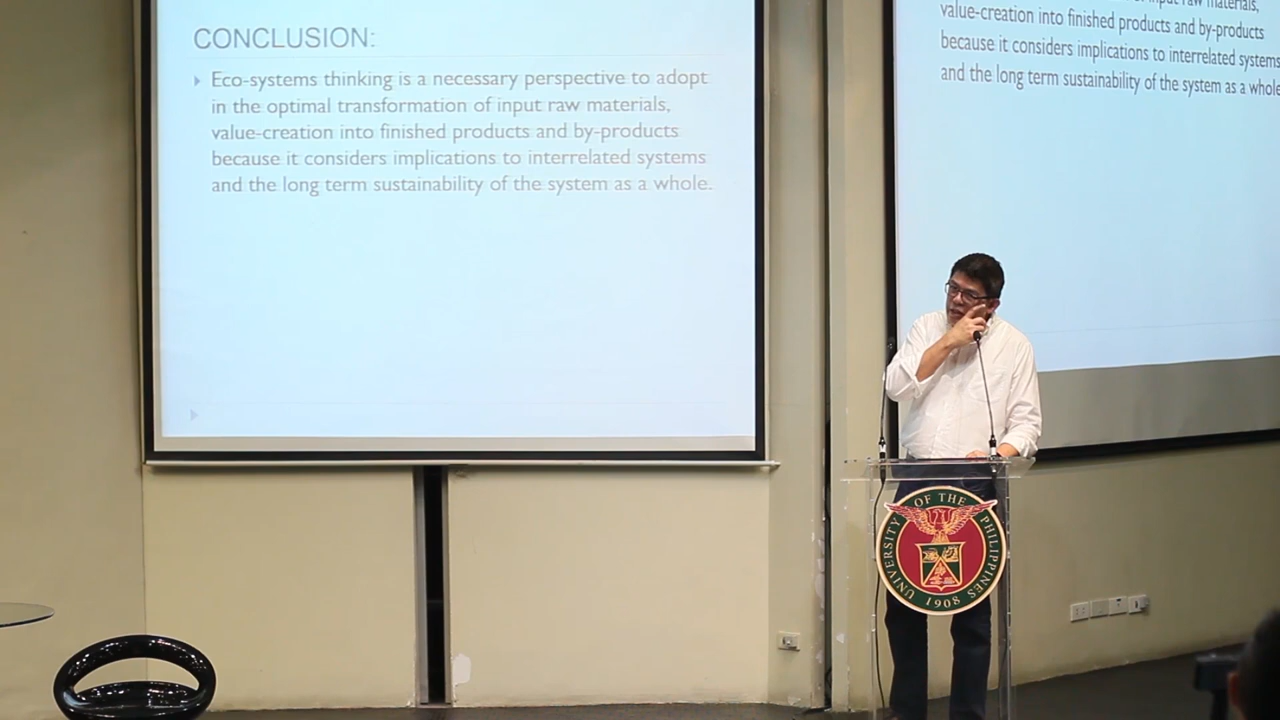 CONCLUSION:
Eco-systems thinking is a necessary perspective to adopt
in the optimal transformation of input raw materials,
value-creation into finished products and by-products
because it considers implications to interrelated systems
and the long term sustainability of the system as a whole.
input raw materials,
value-creation into finished products and by-products
because it considers implications to interrelated systems
and the long term sustainability of the system as a whole
UNIVERSITY OF THE PHILIPPINES
1908